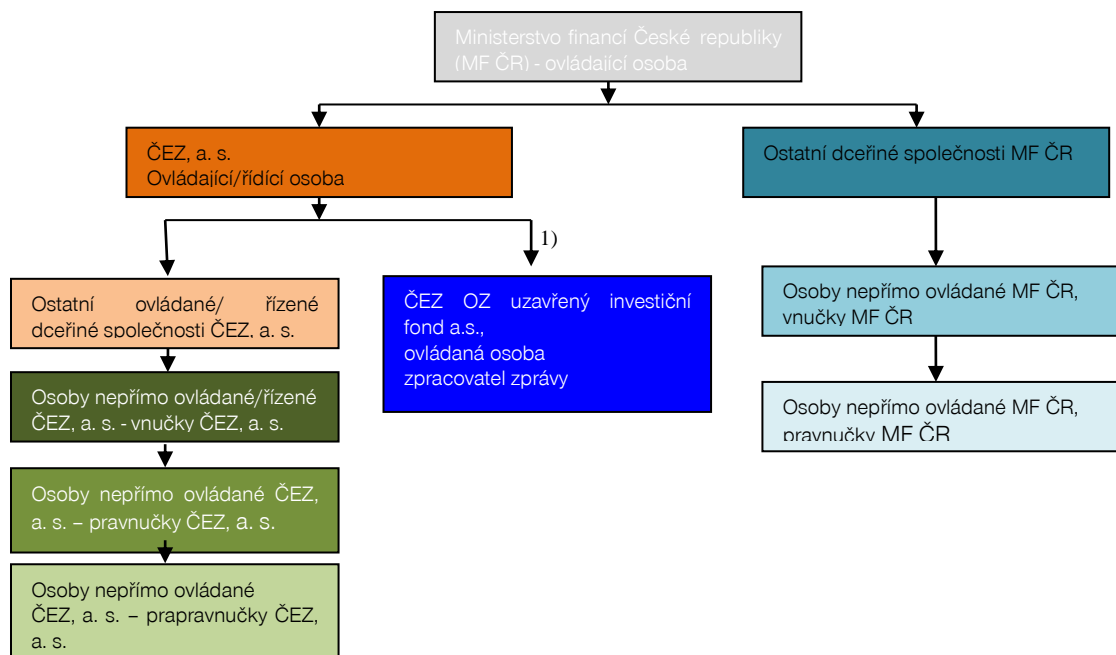 Ministerstvo financí České republiky
(MF ČR) - ovládající osoba
ČEZ, a. s.
Ovládající/řídící osoba
Ostatní dceřiné společnosti MF ČR
1)
Ostatní ovládané/ řízené
dceřiné společnosti ČEZ, a. s.
ČEZ OZ uzavřený investiční
fond a.s.,
ovládaná osoba
zpracovatel zprávy
Osoby nepřímo ovládané MF ČR,
vnučky MF ČR
Osoby nepřímo ovládané/řízené
ČEZ, a. s. - vnučky ČEZ, a. s.
Osoby nepřímo ovládané MF ČR,
pravnučky MF ČR
Osoby nepřímo ovládané ČEZ,
a. s. – pravnučky ČEZ, a. s.
Osoby nepřímo ovládané
ČEZ, a. s. – prapravnučky ČEZ,
a. s.